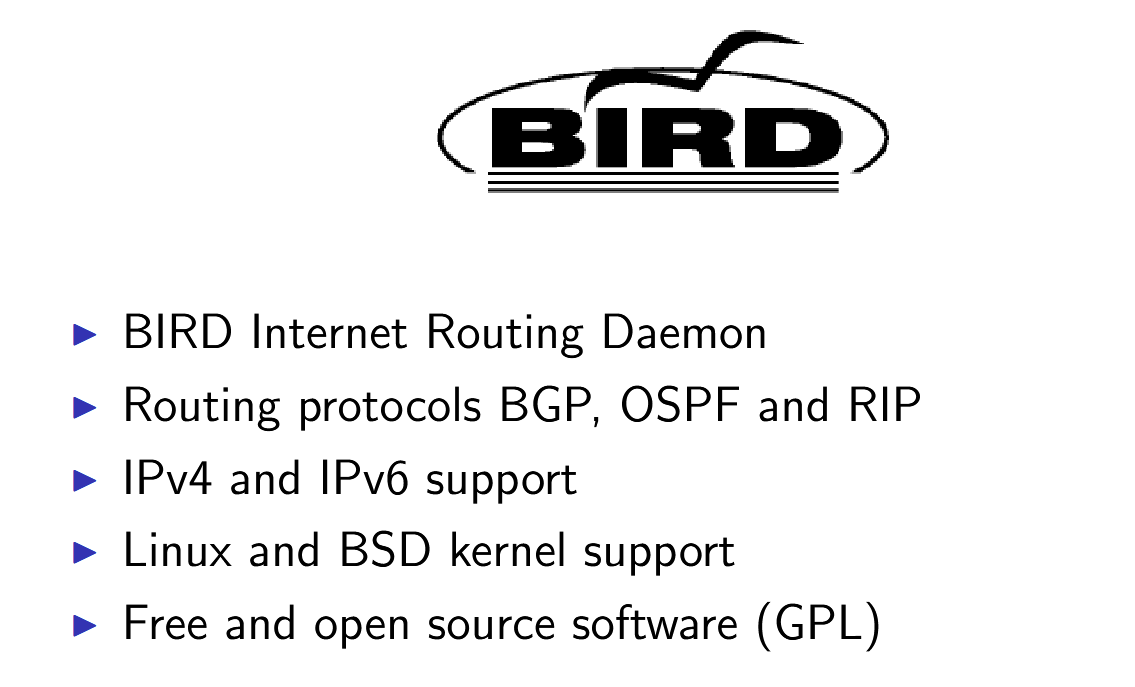 BIRD
BIRD Internet Routing Daemon
Routing protocols BGP, OSPF and RIP
IPv4 and IPv6 support
Linux and BSD kernel support
Free and open source software (GPL)